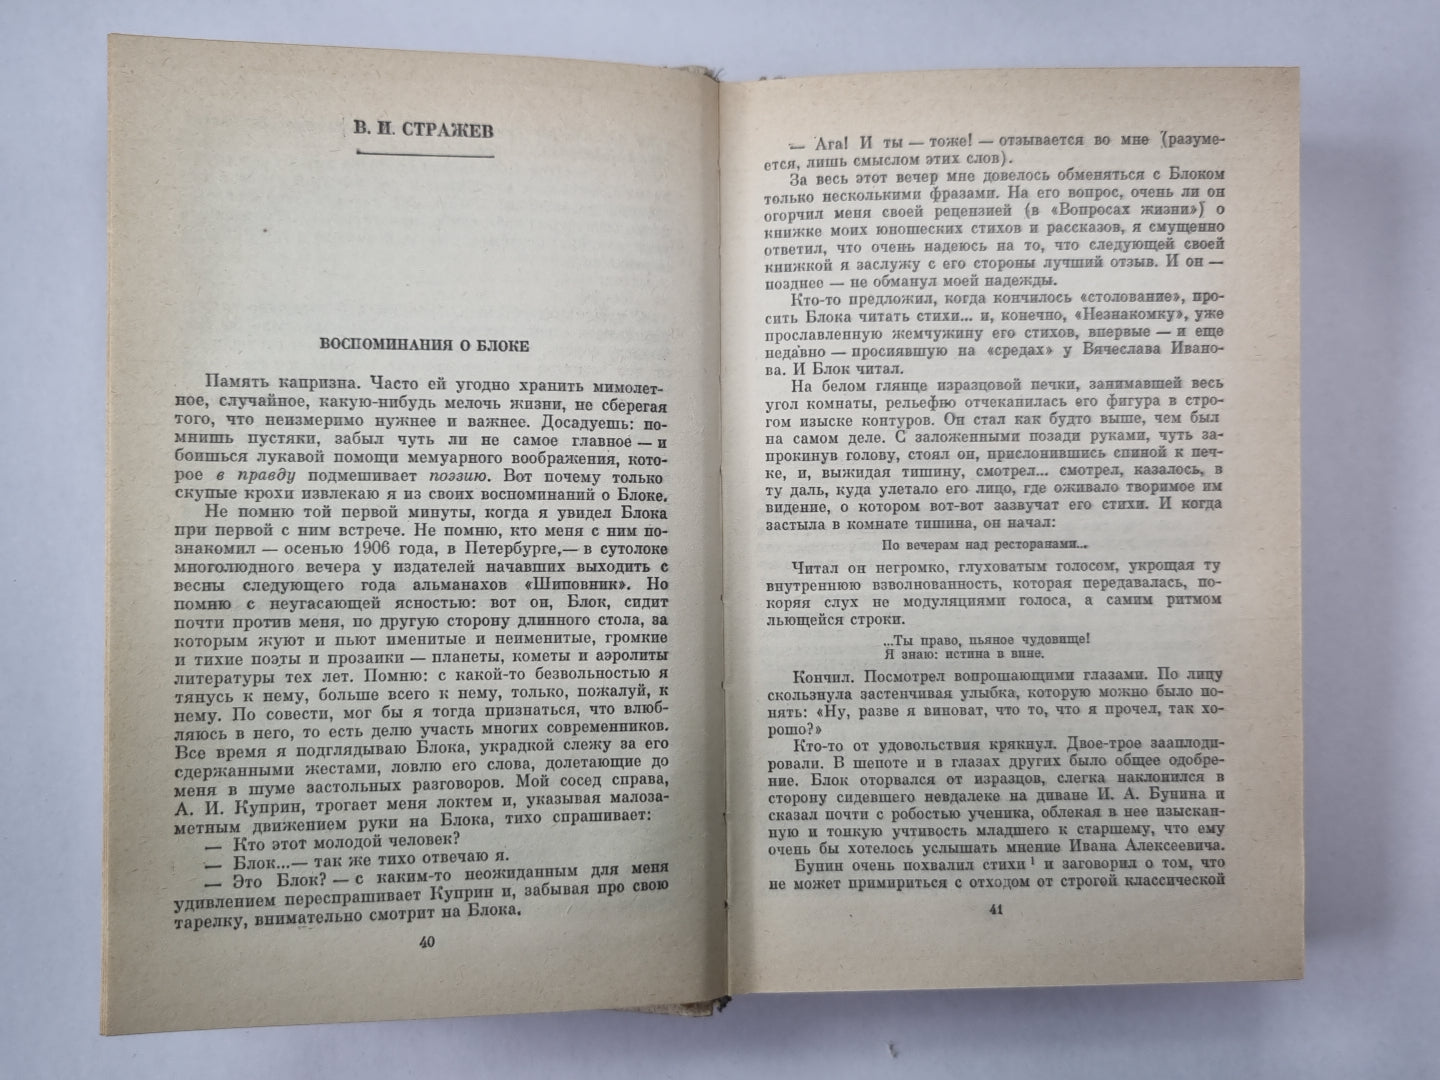 В. И. СТРАЖЕВ
ВОСПОМИНАНИЯ О БЛОКЕ
Память капризна. Часто ей угодно хранить мимолет-
ное, случайное, какую-нибудь мелочь жизни, не сберегая
того, что неизмеримо нужнее и важнее. Досадуешь: по-
мнишь пустяки, забыл чуть ли не самое главное — и
боишься лукавой помощи мемуарного воображения, кото-
рое в правду подмешивает поэзию. Вот почему только
скупые крохи извлекаю я из своих воспоминаний о Блоке.
Не помню той первой минуты, когда я увидел Блока
при первой с ним встрече. Не помню, кто меня с ним по-
знакомил — осенью 1906 года, в Петербурге,— в сутолоке
многолюдного вечера у издателей начавших выходить с
весны следующего года альманахов «Шиповник». Но
помню с неугасающей ясностью: вот он, Блок, сидит
почти против меня, по другую сторону длинного стола, за
которым жуют и пьют именитые и неименитые, громкие
и тихие поэты и прозаики — планеты, кометы и аэролиты
литературы тех лет. Помню: с какой-то безвольностью я
тянусь к нему, больше всего к нему, только, пожалуй, к
нему. По совести, мог бы я тогда признаться, что влюб-
ляюсь в него, то есть делю участь многих современников.
Все время я подглядываю Блока, украдкой слежу за его
сдержанными жестами, ловлю его слова, долетающие до
меня в шуме застольных разговоров. Мой сосед справа,
А. И. Куприн, трогает меня локтем и, указывая малоза-
метным движением руки на Блока, тихо спрашивает:
— Кто этот молодой человек?
— Блок...— так же тихо отвечаю я.
— Это Блок? — с каким-то неожиданным для меня
удивлением переспрашивает Куприн и, забывая про свою
тарелку, внимательно смотрит на Блока.
40
— Ага! И ты — тоже! — отзывается во мне (разуме-
ется, лишь смыслом этих слов).
За весь этот вечер мне довелось обменяться с Блоком
только несколькими фразами. На его вопрос, очень ли он
огорчил меня своей рецензией (в «Вопросах жизни») о
книжке моих юношеских стихов и рассказов, я смущенно
ответил, что очень надеюсь на то, что следующей своей
книжкой я заслужу с его стороны лучший отзыв. И он —
позднее — не обманул моей надежды.
Кто-то предложил, когда кончилось «столование», про-
сить Блока читать стихи... и, конечно, «Незнакомку», уже
прославленную жемчужину его стихов, впервые — и еще
недавно — просиявшую на «средах» у Вячеслава Ивано-
ва. И Блок читал.
На белом глянце изразцовой печки, занимавшей весь
угол комнаты, рельефно отчеканилась его фигура в стро-
гом изыске контуров. Он стал как будто выше, чем был
на самом деле. С заложенными позади руками, чуть за-
прокинув голову, стоял он, прислонившись спиной к печ-
ке, и, выжидая тишину, смотрел... смотрел, казалось, в
ту даль, куда улетало его лицо, где оживало творимое им
видение, о котором вот-вот зазвучат его стихи. И когда
застыла в комнате тишина, он начал:
По вечерам над ресторанами...
Читал он негромко, глуховатым голосом, укрощая ту
внутреннюю взволнованность, которая передавалась, по-
коряя слух не модуляциями голоса, а самим ритмом
льющейся строки.
...Ты право, пьяное чудовище!
Я знаю: истина в вине.
Кончил. Посмотрел вопрошающими глазами. По лицу
скользнула застенчивая улыбка, которую можно было по-
нять: «Ну, разве я виноват, что то, что я прочел, так хо-
рошо?»
Кто-то от удовольствия крякнул. Двое-трое зааплоди-
ровали. В шепоте и в глазах других было общее одобре-
ние. Блок оторвался от изразцов, слегка наклонился в
сторону сидевшего невдалеке на диване И. А. Бунина и
сказал почти с робостью ученика, облекая в нее изыскан-
ную и тонкую учтивость младшего к старшему, что ему
очень бы хотелось услышать мнение Ивана Алексеевича.
Бунин очень похвалил стихи ¹ и заговорил о том, что
не может примириться с отходом от строгой классической
41